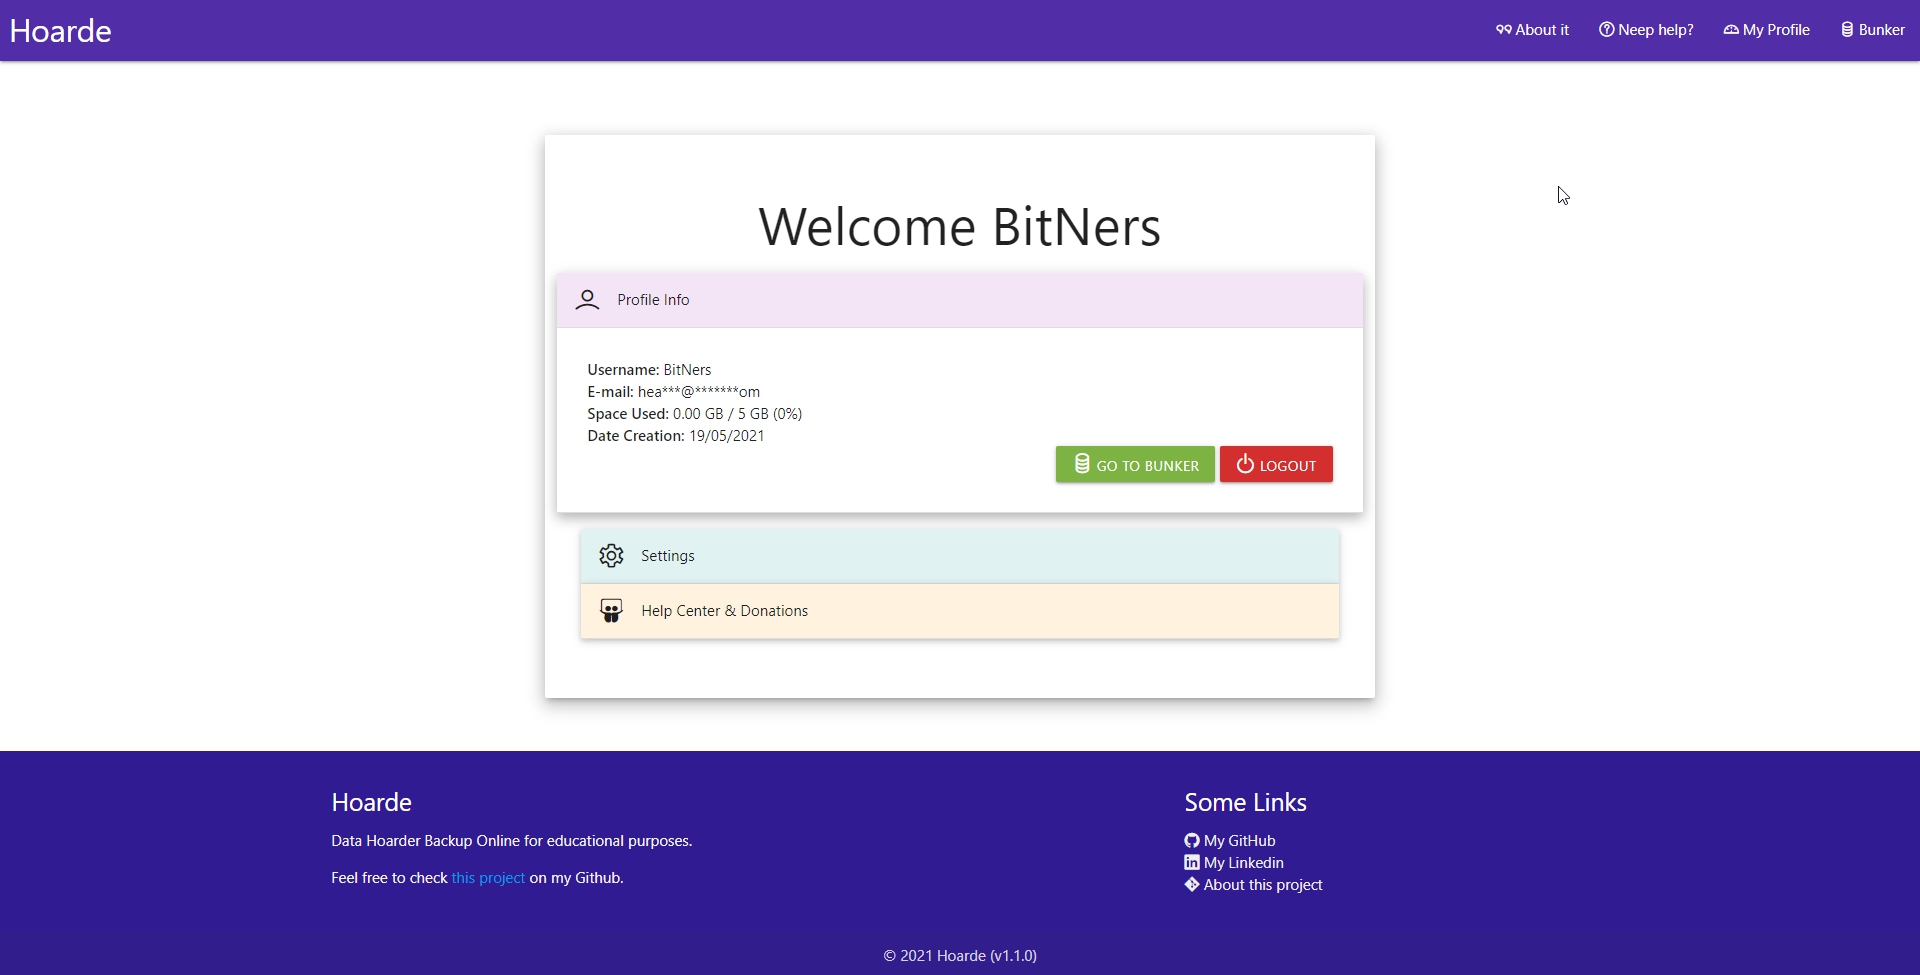 Hoarde
About it
Neep help?
My Profile
Bunker
Welcome BitNers
Profile Info
Username: BitNers
E-mail: hea***@*******om
Space Used: 0.00 GB / 5 GB (0%)
Date Creation: 19/05/2021
GO TO BUNKER
LOGOUT
Settings
Help Center & Donations
Hoarde
Data Hoarder Backup Online for educational purposes.
Feel free to check this project on my Github.
Some Links
My GitHub
My Linkedin
About this project
© 2021 Hoarde (v1.1.0)